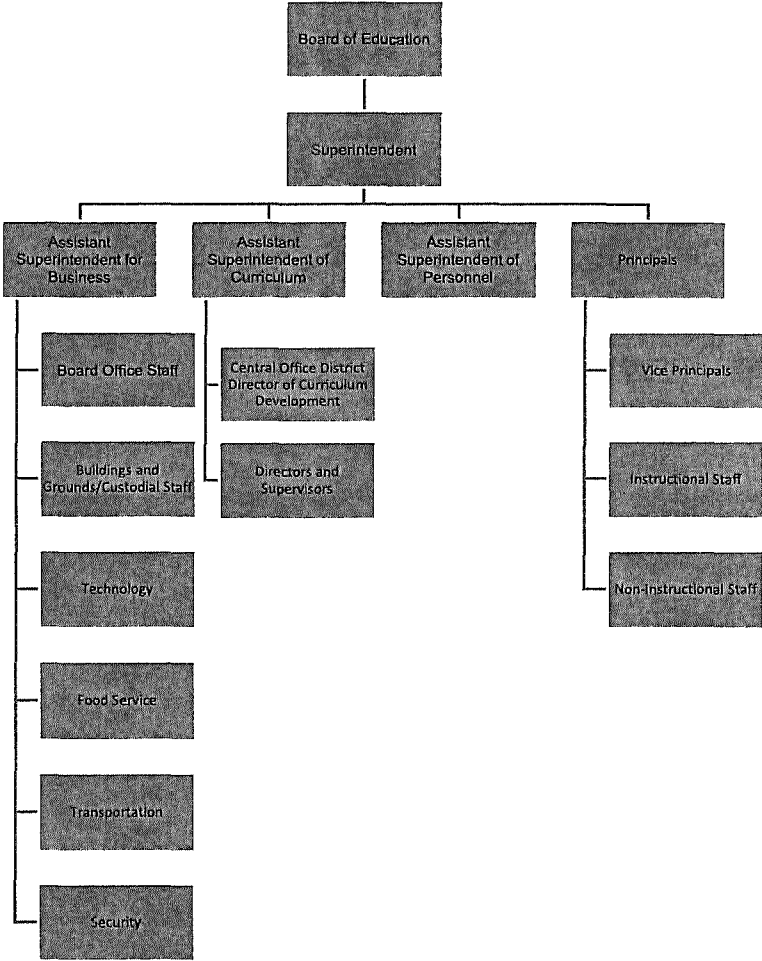 Board of Education
Superintendent
Assistant
Superintendent for
Business
Assistant
Superintendent of
Curriculum
Assistant
Superintendent of
Personnel
Principals
Board Office Staff
Buildings and
Grounds/Custodial Staff
Technology
Food Service
Transportation
Security
Central Office District
Director of Curriculum
Development
Directors and
Supervisors
Vice Principals
Instructional Staff
Non-Instructional Staff